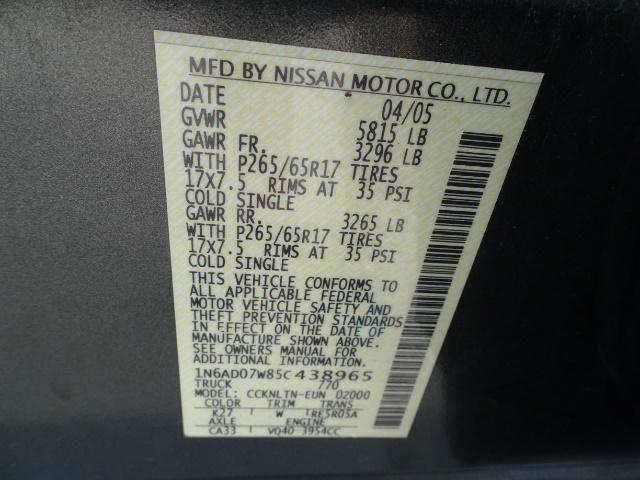 MFD BY NISSAN MOTOR CO., LTD.
DATE 04/05
GVWR 5815 LB
GAWR FR. 3296 LB
WITH P265/65R17 TIRES
17X7.5 RIMS AT 35 PSI
COLD SINGLE
GAWR RR. 3265 LB
WITH P265/65R17 TIRES
17X7.5 RIMS AT 35 PSI
COLD SINGLE
THIS VEHICLE CONFORMS TO
ALL APPLICABLE FEDERAL
MOTOR VEHICLE SAFETY AND
THEFT PREVENTION STANDARDS
IN EFFECT ON THE DATE OF
MANUFACTURE SHOWN ABOVE.
SEE OWNERS MANUAL.
1N6AD07W85C438965
TRUCK 770
MODEL: CCKNLTN-EUN 02000
COLOR TRIM TRANS
K27 W RE5R05A
AXLE ENGINE
CA33 VQ40 3954CC